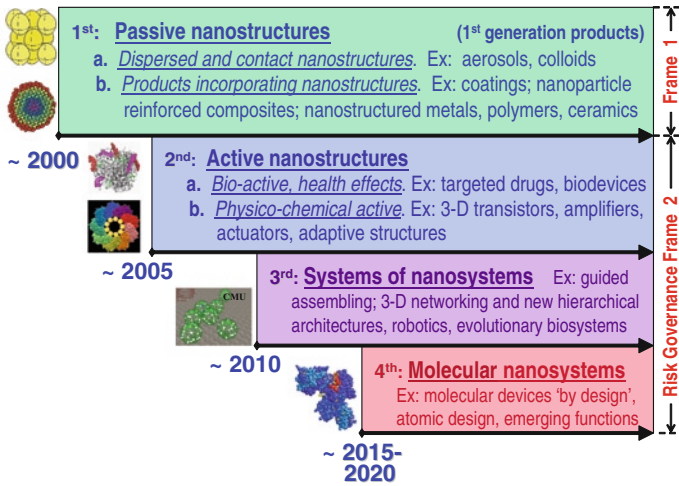 1st: Passive nanostructures (1st generation products)
a. Dispersed and contact nanostructures. Ex: aerosols, colloids
b. Products incorporating nanostructures. Ex: coatings; nanoparticle
reinforced composites; nanostructured metals, polymers, ceramics
~ 2000
2nd: Active nanostructures
a. Bio-active, health effects. Ex: targeted drugs, biodevices
b. Physico-chemical active. Ex: 3-D transistors, amplifiers,
actuators, adaptive structures
~ 2005
CMU
3rd: Systems of nanosystems Ex: guided
assembling; 3-D networking and new hierarchical
architectures, robotics, evolutionary biosystems
~ 2010
4th: Molecular nanosystems
Ex: molecular devices ‘by design’,
atomic design, emerging functions
~ 2015-
2020
Frame 1
Risk Governance Frame 2